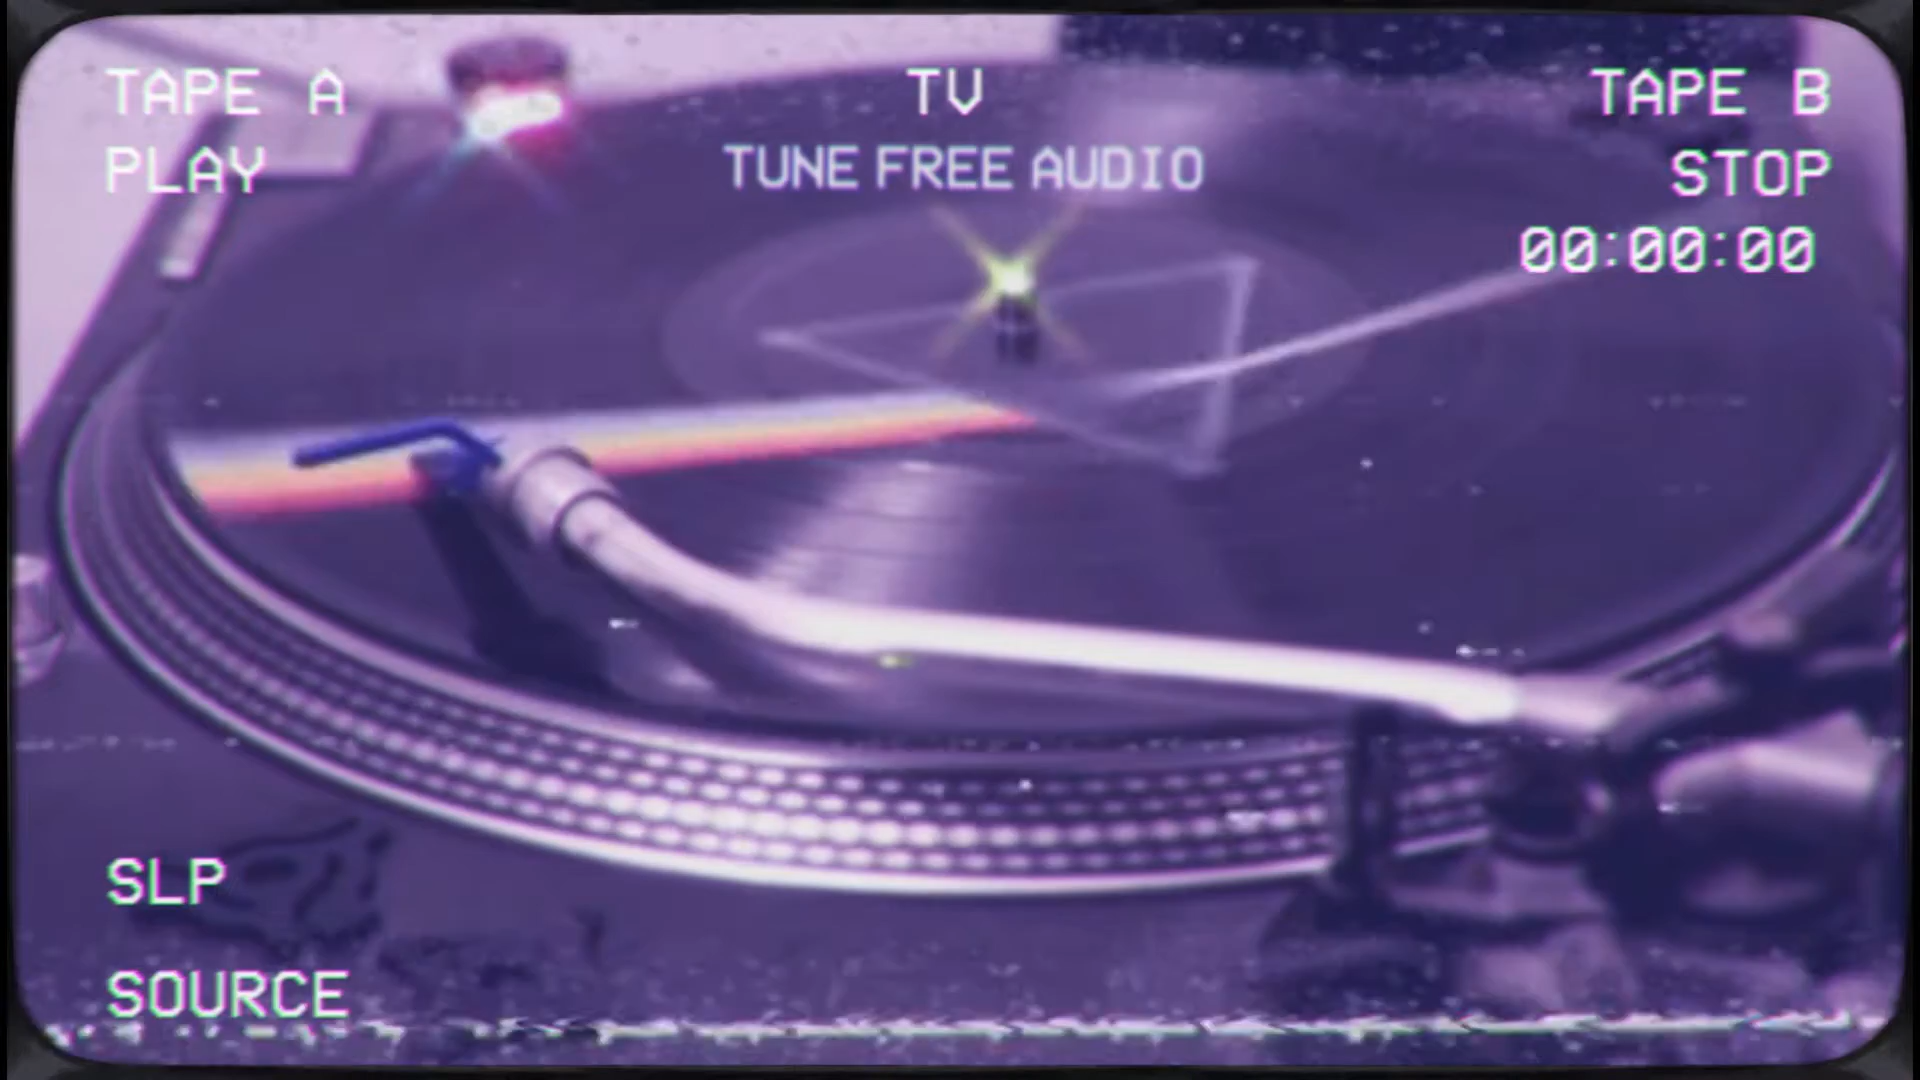 TAPE A
PLAY
TV
TUNE FREE AUDIO
TAPE B
STOP
00:00:00
SLP
SOURCE